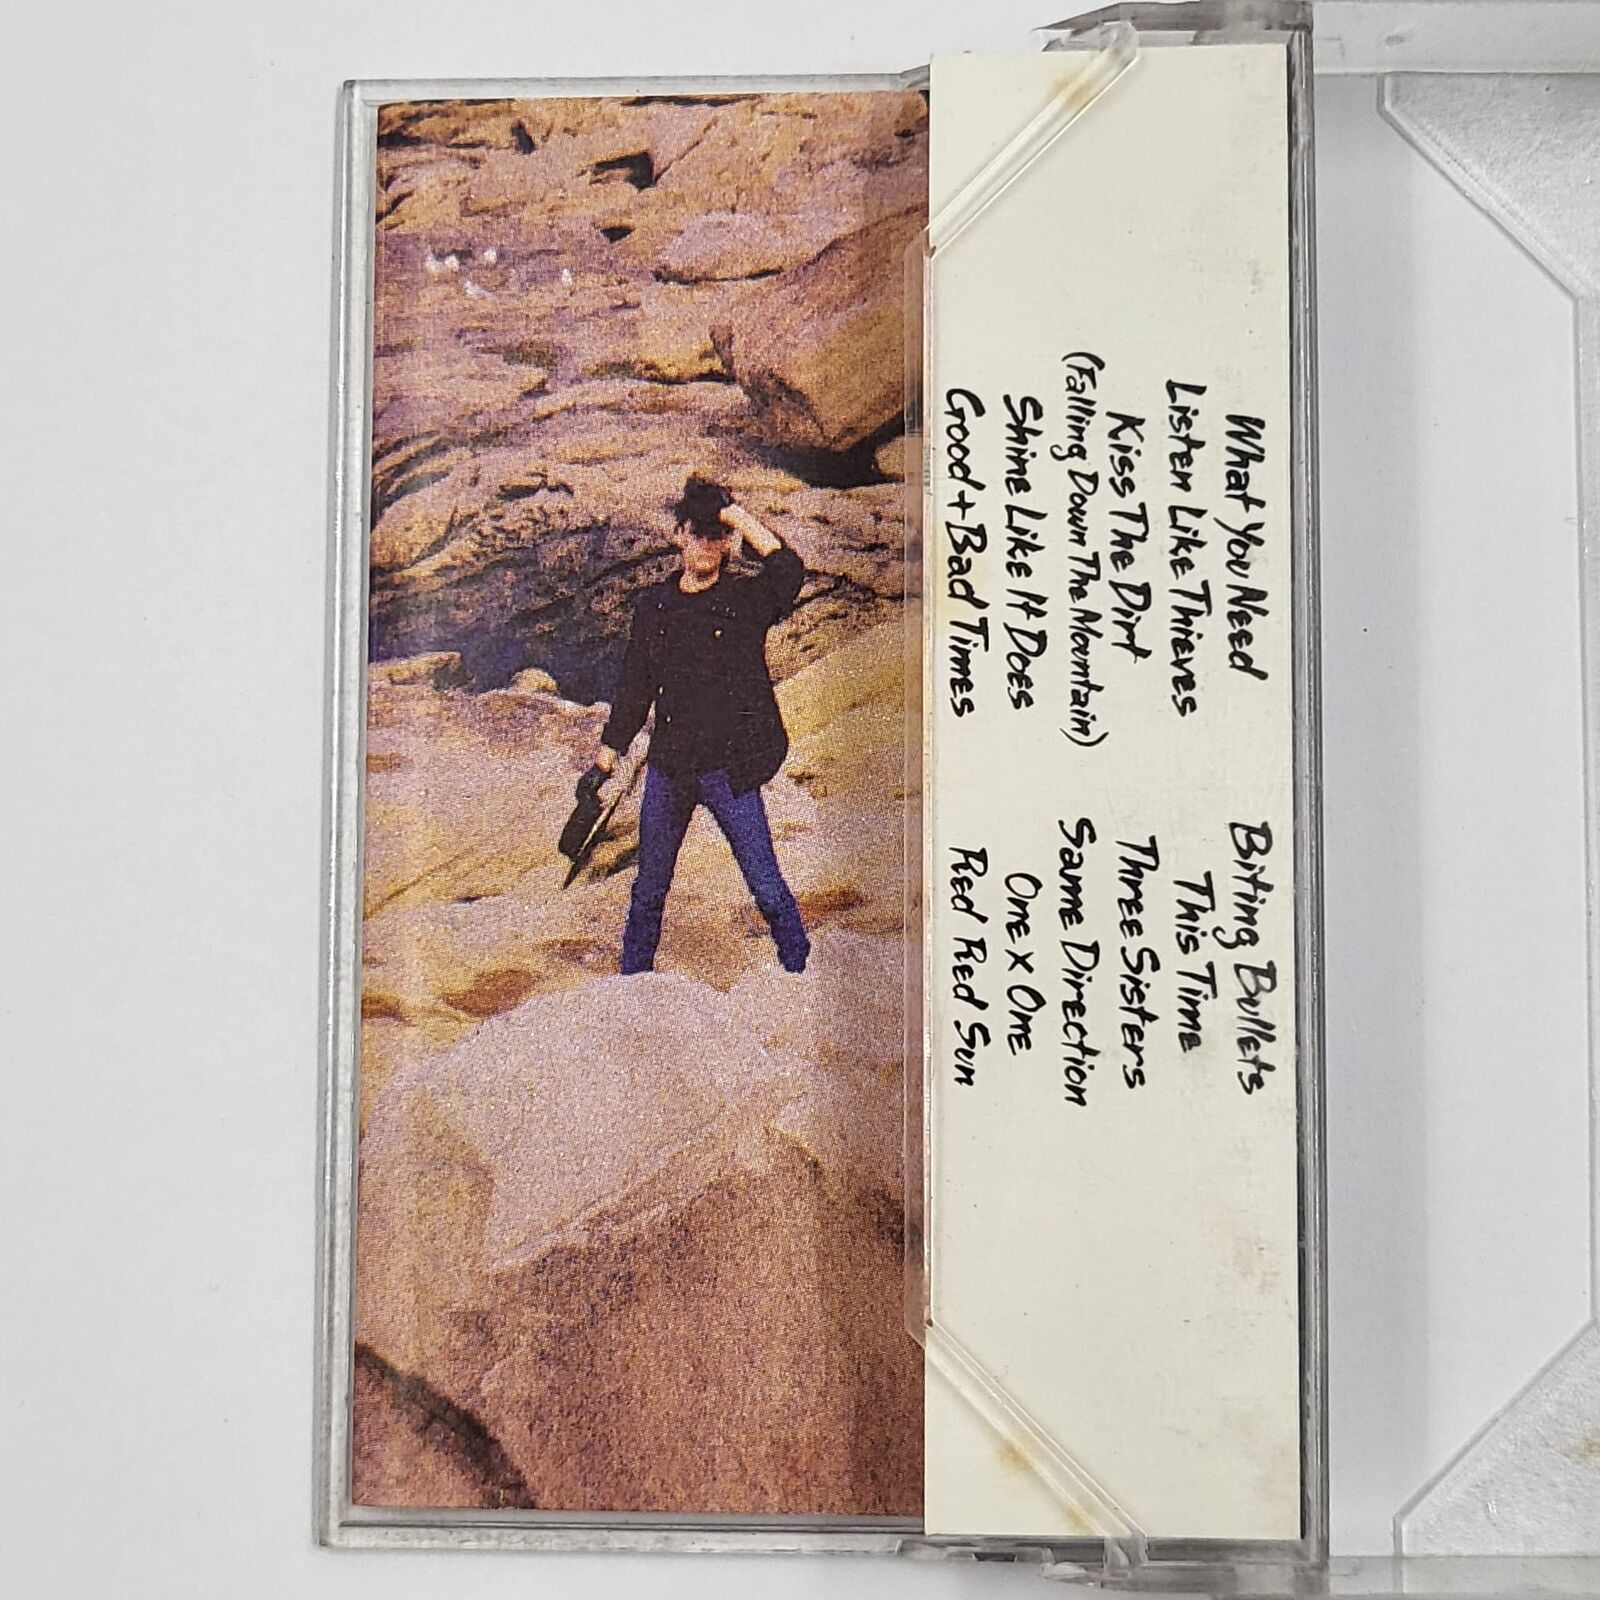 What You Need
Listen Like Thieves
Kiss The Dirt
(Falling Down The Mountain)
Shine Like It Does
Good + Bad Times
Biting Bullets
This Time
Three Sisters
Same Direction
One x One
Red Red Sun